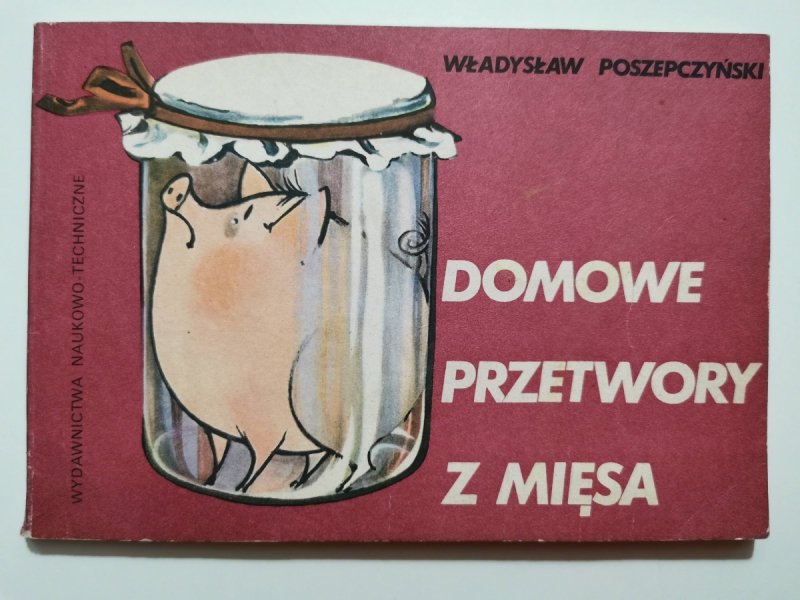 WŁADYSŁAW POSZEPCZYŃSKI
DOMOWE
PRZETWORY
Z MIĘSA
WYDAWNICTWA NAUKOWO-TECHNICZNE